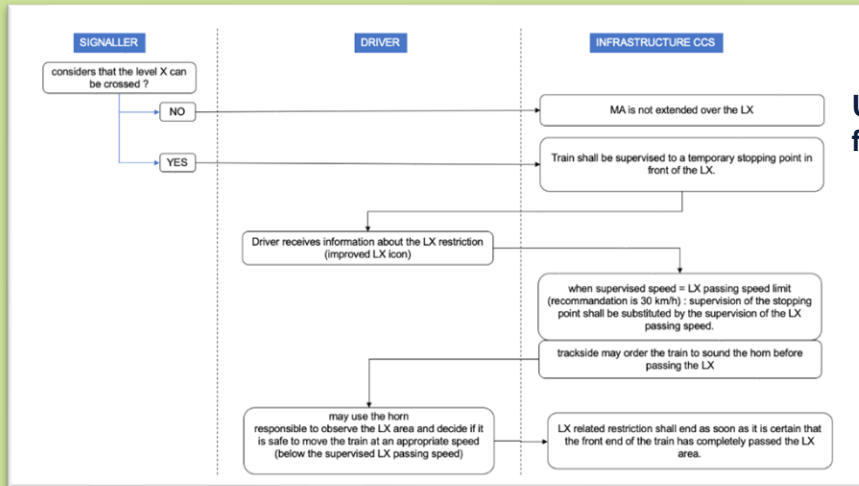 SIGNALLER
DRIVER
INFRASTRUCTURE CCS
considers that the level X can
be crossed ?
NO
MA is not extended over the LX
YES
Train shall be supervised to a temporary stopping point in
front of the LX.
Driver receives information about the LX restriction
(improved LX icon)
when supervised speed = LX passing speed limit
(recommandation is 30 km/h) : supervision of the stopping
point shall be substituted by the supervision of the LX
passing speed.
trackside may order the train to sound the horn before
passing the LX
may use the horn
responsible to observe the LX area and decide if it
is safe to move the train at an appropriate speed
(below the supervised LX passing speed)
LX related restriction shall end as soon as it is certain that
the front end of the train has completely passed the LX
area.